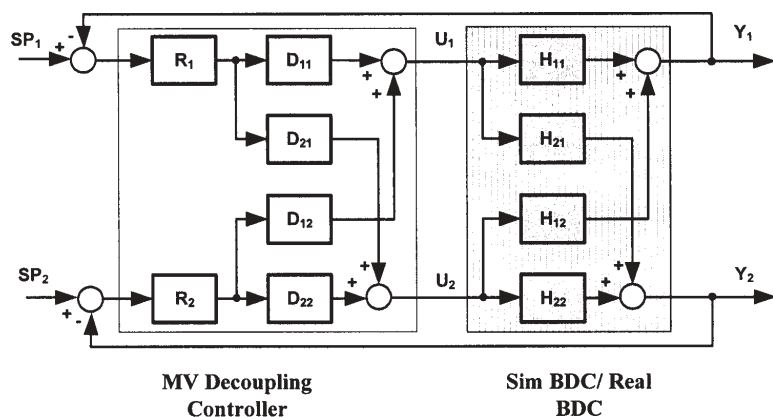 SP₁
+
-
R₁
D₁₁
+
+
U₁
H₁₁
+
+
Y₁
D₂₁
H₂₁
D₁₂
H₁₂
SP₂
+
-
R₂
D₂₂
+
+
U₂
H₂₂
+
+
Y₂
MV Decoupling
Controller
Sim BDC/ Real
BDC